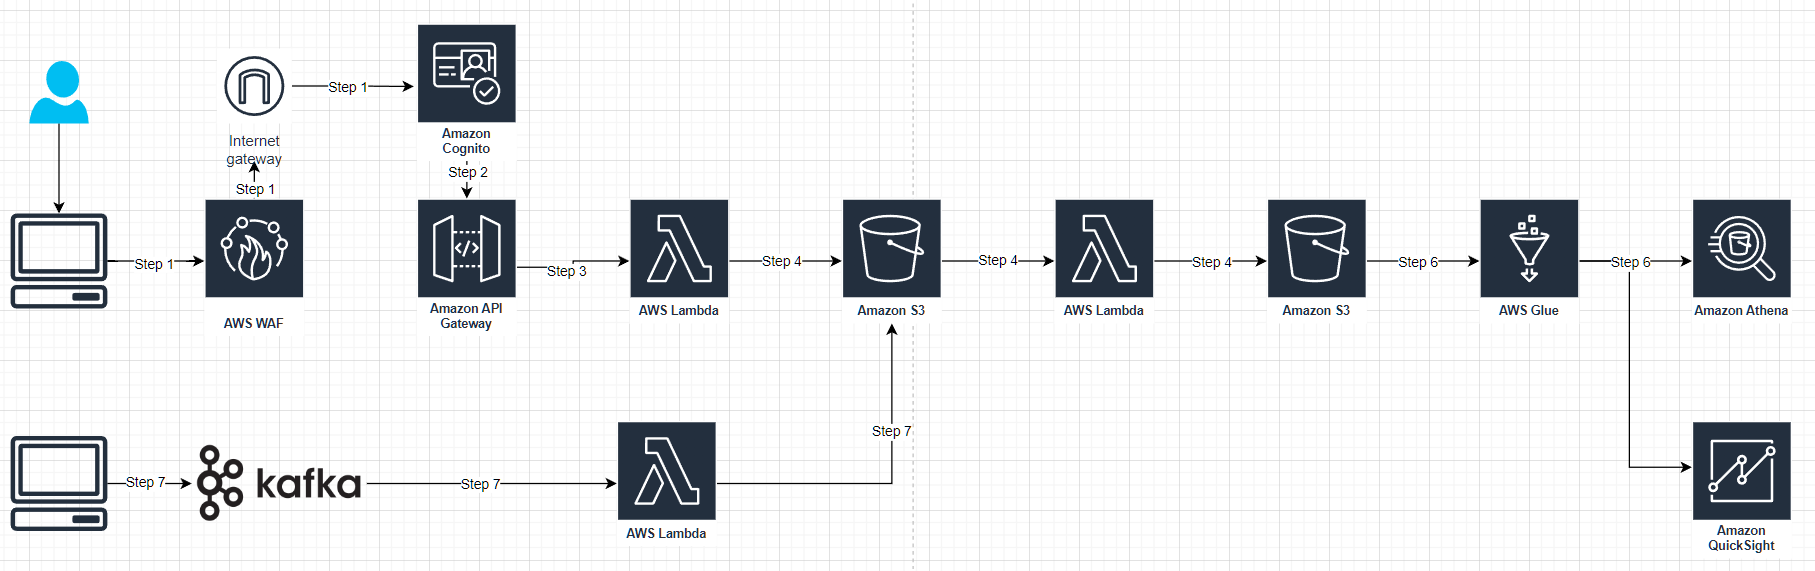 Step 1
Amazon
Cognito
Internet
gateway
Step 2
Step 1
Step 1
Step 3
Step 4
Step 4
Step 4
Step 6
Step 6
AWS WAF
Amazon API
Gateway
AWS Lambda
Amazon S3
AWS Lambda
Amazon S3
AWS Glue
Amazon Athena
Step 7
Step 7
kafka
Step 7
AWS Lambda
Amazon
QuickSight